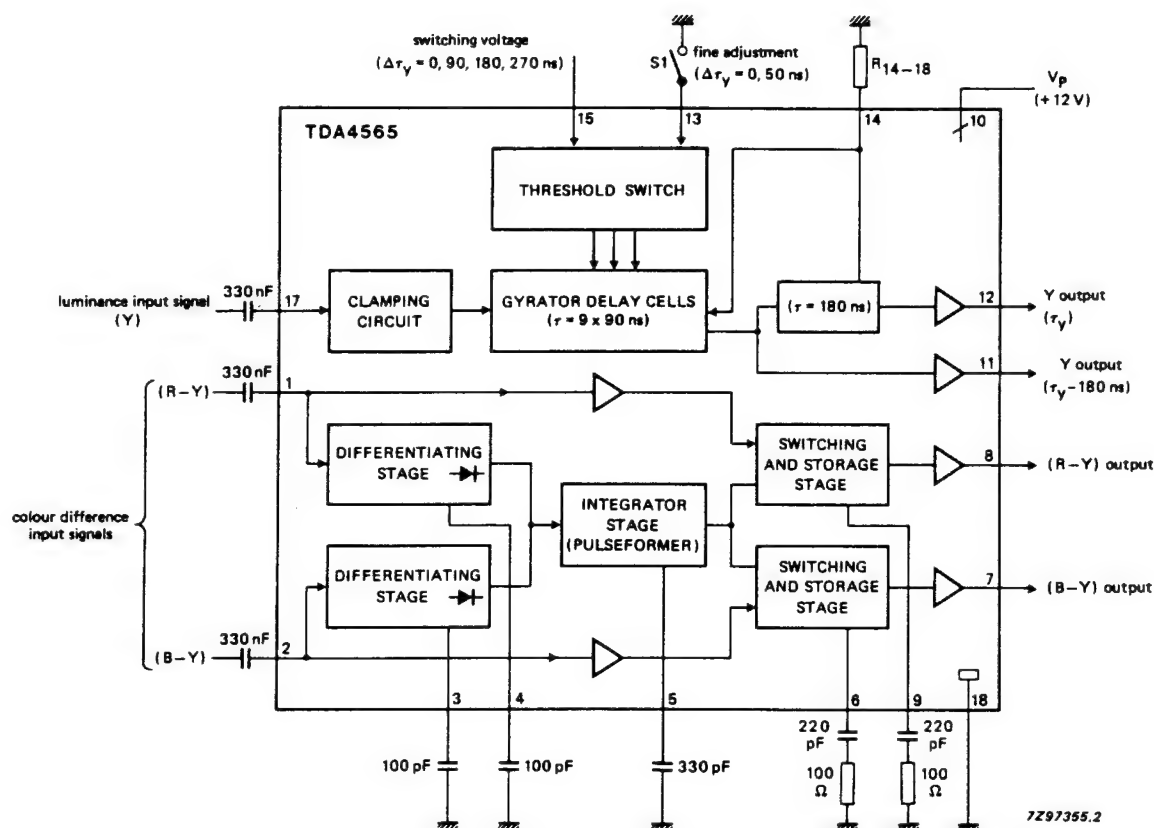 switching voltage
(Δτy = 0, 90, 180, 270 ns)
S1
fine adjustment
(Δτy = 0, 50 ns)
R14–18
Vp
(+12 V)
15
13
14
10
TDA4565
THRESHOLD SWITCH
luminance input signal
(Y)
330 nF
17
CLAMPING
CIRCUIT
GYRATOR DELAY CELLS
(τ = 9 x 90 ns)
(τ = 180 ns)
12
Y output
(τy)
11
Y output
(τy – 180 ns)
330 nF
(R–Y)
1
DIFFERENTIATING
STAGE
SWITCHING
AND STORAGE
STAGE
8
(R–Y) output
colour difference
input signals
INTEGRATOR
STAGE
(PULSEFORMER)
DIFFERENTIATING
STAGE
SWITCHING
AND STORAGE
STAGE
7
(B–Y) output
330 nF
(B–Y)
2
3
4
5
6
9
18
100 pF
100 pF
330 pF
220
pF
220
pF
100
Ω
100
Ω
7Z97355.2